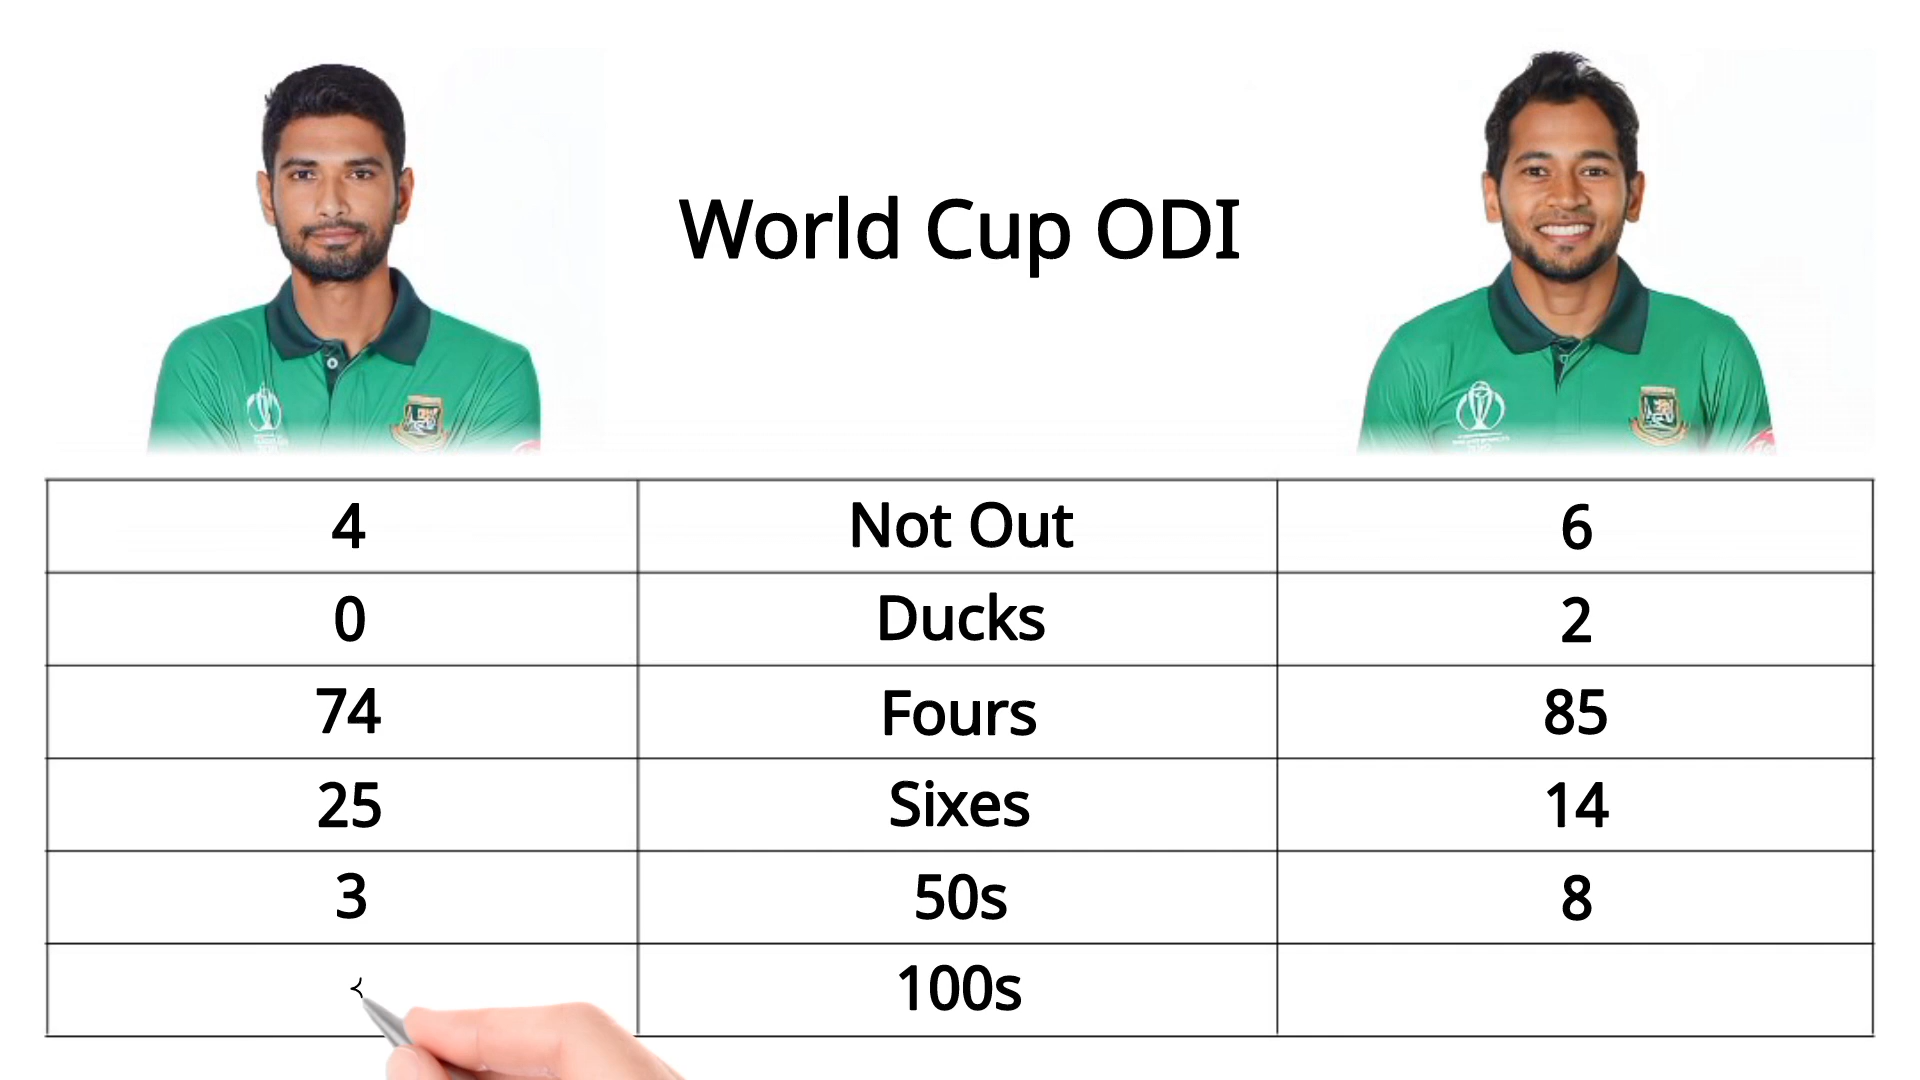 World Cup ODI
4 Not Out 6
0 Ducks 2
74 Fours 85
25 Sixes 14
3 50s 8
100s